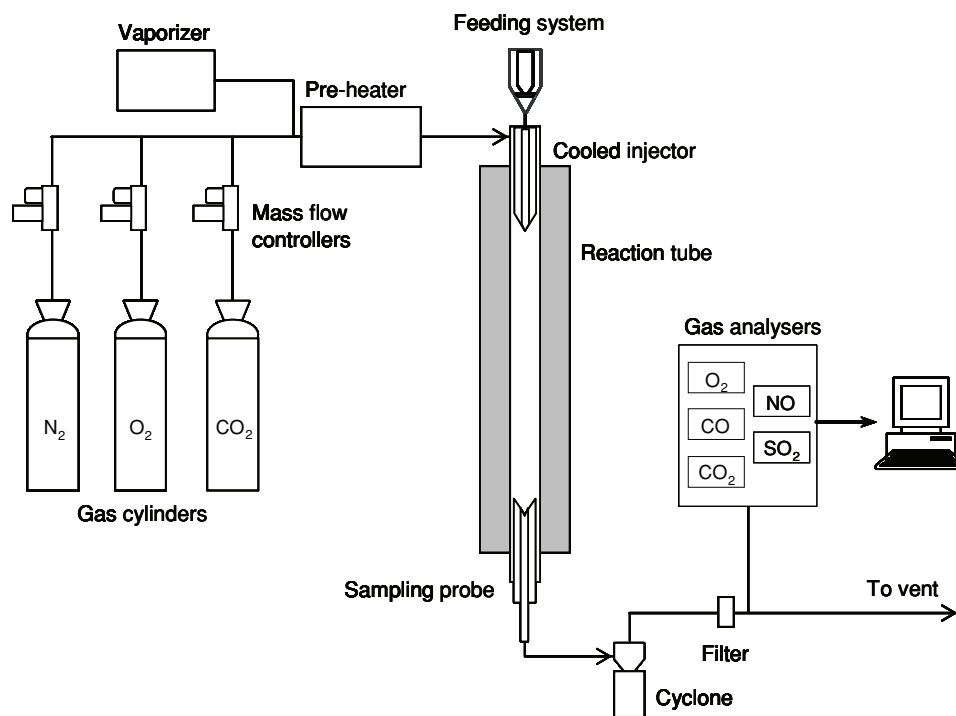 Feeding system
Vaporizer
Pre-heater
Cooled injector
Mass flow
controllers
Reaction tube
Gas analysers
O₂
NO
CO
SO₂
CO₂
N₂
O₂
CO₂
Gas cylinders
Sampling probe
To vent
Filter
Cyclone